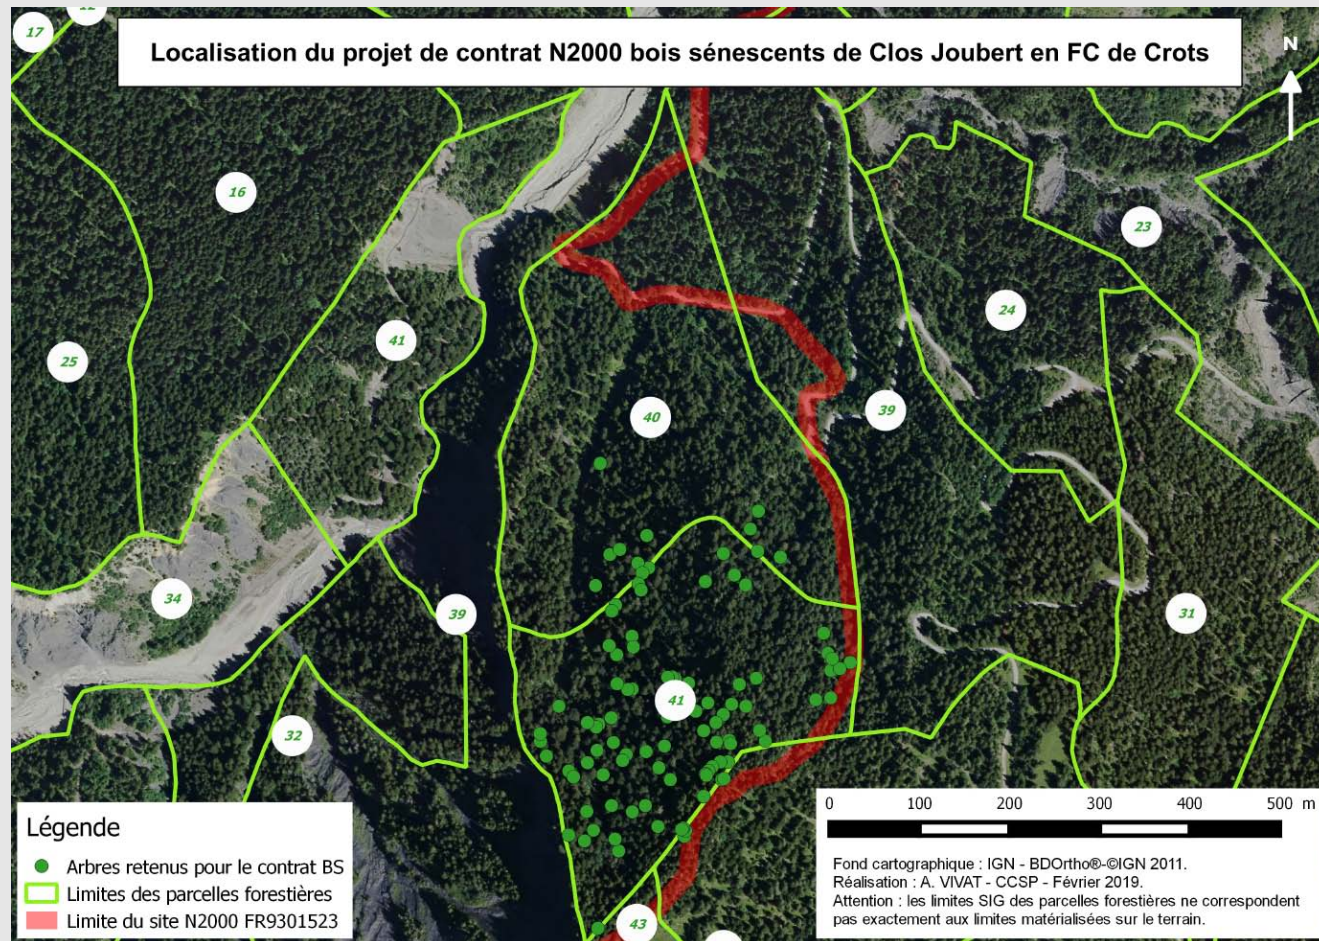 12
17
Localisation du projet de contrat N2000 bois sénescents de Clos Joubert en FC de Crots
N
16
23
24
41
25
40
39
34
39
31
41
32
43
Légende
Arbres retenus pour le contrat BS
Limites des parcelles forestières
Limite du site N2000 FR9301523
0 100 200 300 400 500 m
Fond cartographique : IGN - BDOrtho®-©IGN 2011.
Réalisation : A. VIVAT - CCSP - Février 2019.
Attention : les limites SIG des parcelles forestières ne correspondent
pas exactement aux limites matérialisées sur le terrain.